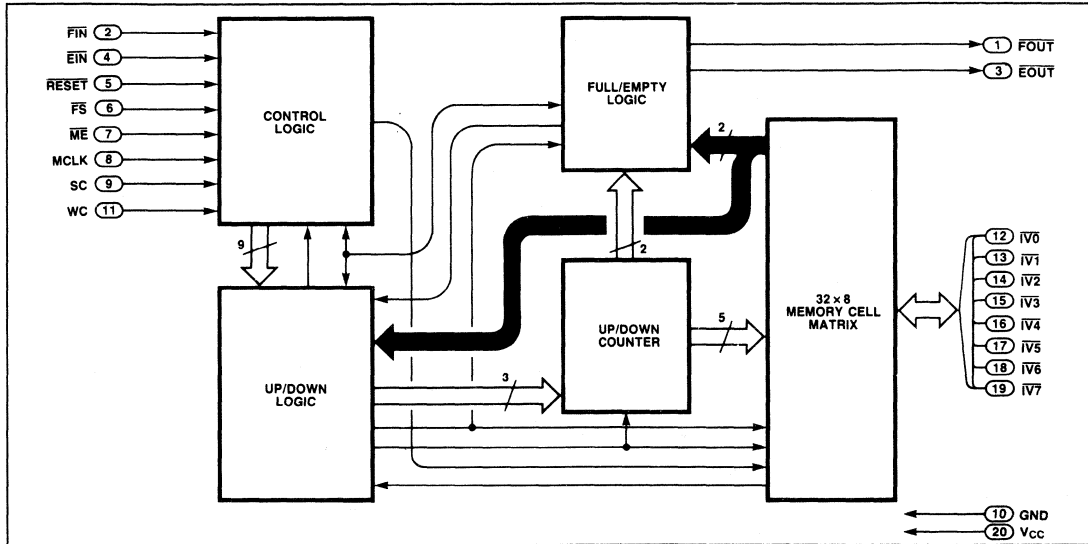 FIN 2
EIN 4
RESET 5
FS 6
ME 7
MCLK 8
SC 9
WC 11
CONTROL
LOGIC
FULL/EMPTY
LOGIC
1 FOUT
3 EOUT
2
9
2
UP/DOWN
LOGIC
3
UP/DOWN
COUNTER
5
32 × 8
MEMORY CELL
MATRIX
12 IV0
13 IV1
14 IV2
15 IV3
16 IV4
17 IV5
18 IV6
19 IV7
10 GND
20 VCC